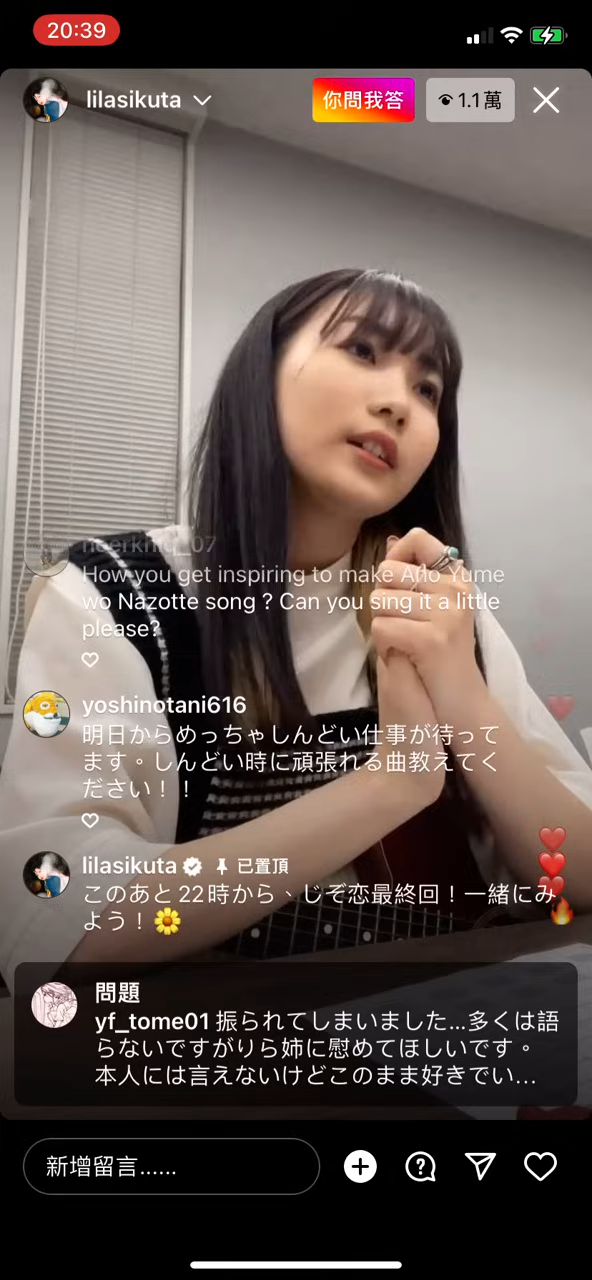 20:39
lilasikuta
你問我答
1.1萬
How you get inspiring to make Ano Yume
wo Nazotte song ? Can you sing it a little
please?
yoshinotani616
明日からめっちゃしんどい仕事が待って
ます。しんどい時に頑張れる曲教えてく
ださい！！
lilasikuta 已置頂
このあと22時から、じぞ恋最終回！一緒にみ
よう！🌼
問題
yf_tome01 振られてしまいました...多くは語
らないですがりら姉に慰めてほしいです。
本人には言えないけどこのまま好きでい...
新增留言......